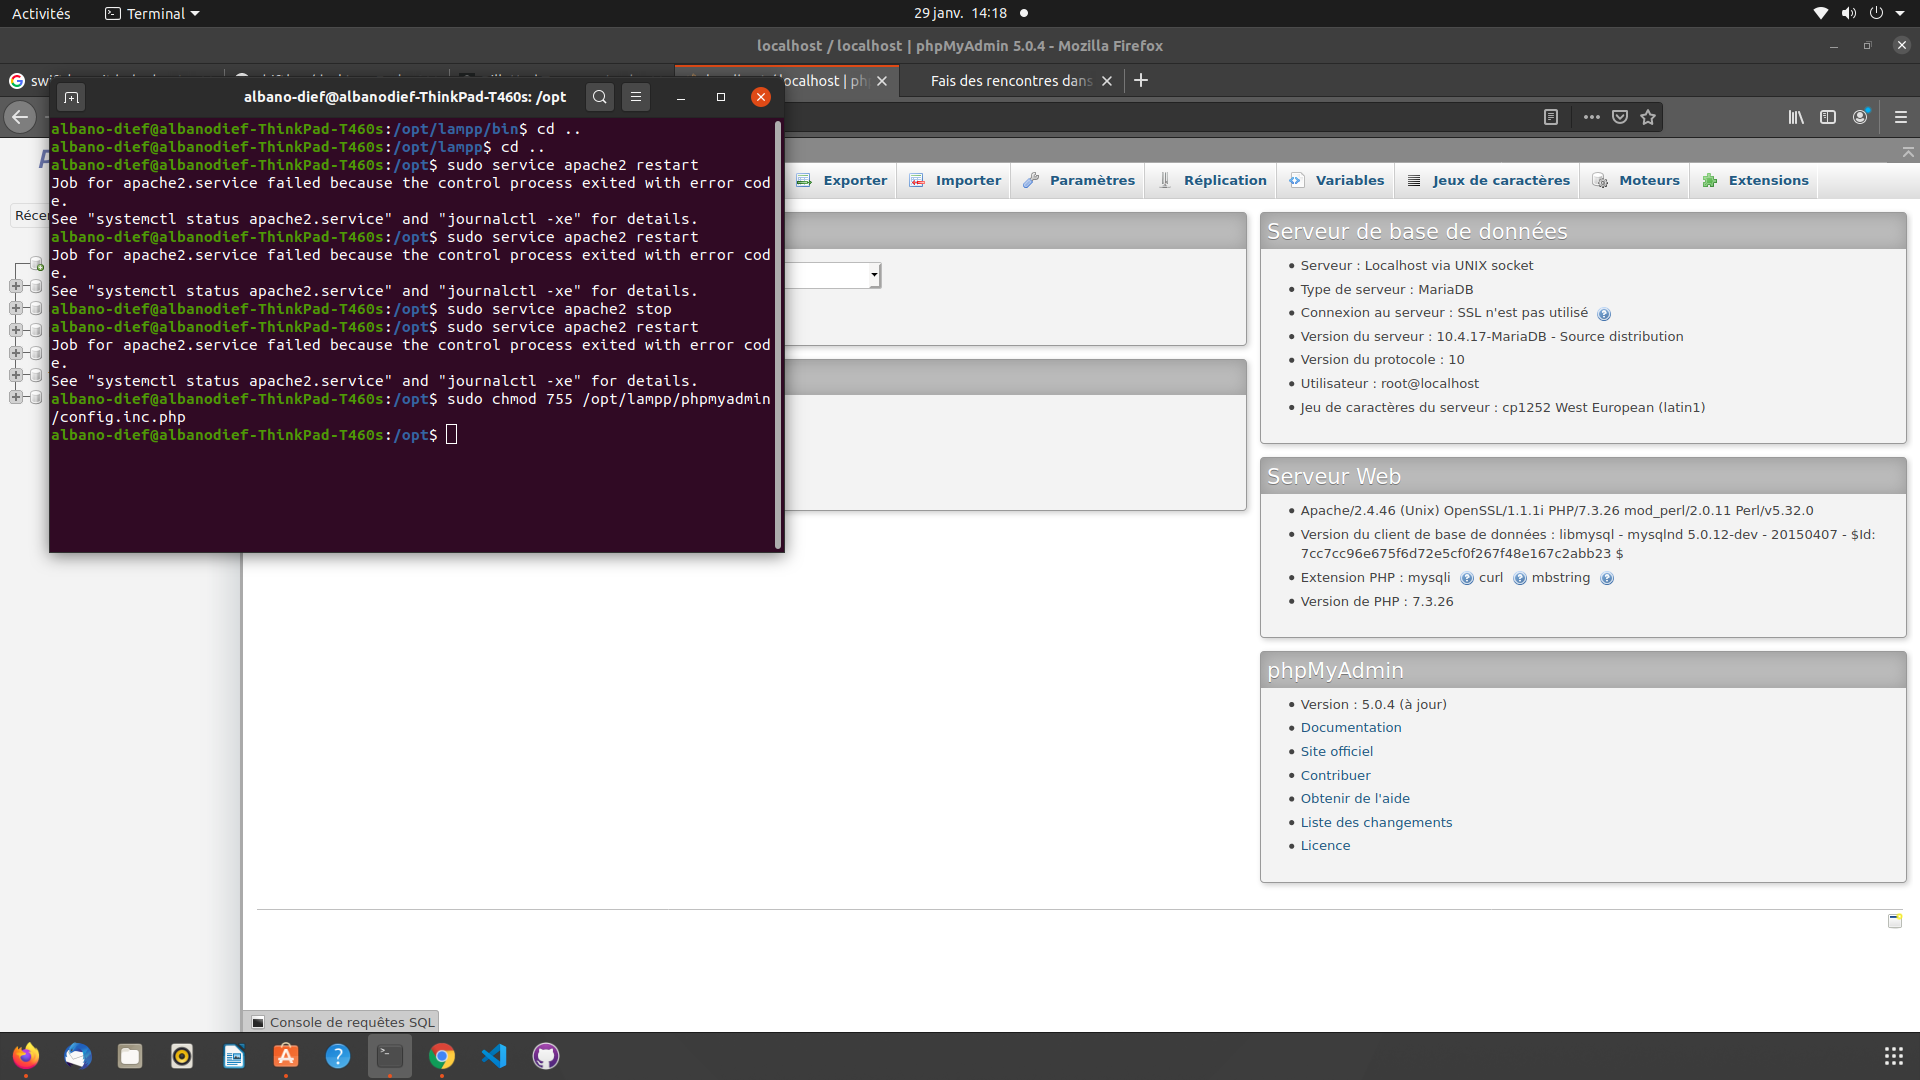 Activités
Terminal
29 janv. 14:18
localhost / localhost | phpMyAdmin 5.0.4 - Mozilla Firefox
Fais des rencontres dans
albano-dief@albanodief-ThinkPad-T460s: /opt
albano-dief@albanodief-ThinkPad-T460s:/opt/lampp/bin$ cd ..
albano-dief@albanodief-ThinkPad-T460s:/opt/lampp$ cd ..
albano-dief@albanodief-ThinkPad-T460s:/opt$ sudo service apache2 restart
Job for apache2.service failed because the control process exited with error cod
e.
See "systemctl status apache2.service" and "journalctl -xe" for details.
albano-dief@albanodief-ThinkPad-T460s:/opt$ sudo service apache2 restart
Job for apache2.service failed because the control process exited with error cod
e.
See "systemctl status apache2.service" and "journalctl -xe" for details.
albano-dief@albanodief-ThinkPad-T460s:/opt$ sudo service apache2 stop
albano-dief@albanodief-ThinkPad-T460s:/opt$ sudo service apache2 restart
Job for apache2.service failed because the control process exited with error cod
e.
See "systemctl status apache2.service" and "journalctl -xe" for details.
albano-dief@albanodief-ThinkPad-T460s:/opt$ sudo chmod 755 /opt/lampp/phpmyadmin
/config.inc.php
albano-dief@albanodief-ThinkPad-T460s:/opt$
Récen
Exporter
Importer
Paramètres
Réplication
Variables
Jeux de caractères
Moteurs
Extensions
Serveur de base de données
Serveur : Localhost via UNIX socket
Type de serveur : MariaDB
Connexion au serveur : SSL n'est pas utilisé
Version du serveur : 10.4.17-MariaDB - Source distribution
Version du protocole : 10
Utilisateur : root@localhost
Jeu de caractères du serveur : cp1252 West European (latin1)
Serveur Web
Apache/2.4.46 (Unix) OpenSSL/1.1.1i PHP/7.3.26 mod_perl/2.0.11 Perl/v5.32.0
Version du client de base de données : libmysql - mysqlnd 5.0.12-dev - 20150407 - $Id:
7cc7cc96e675f6d72e5cf0f267f48e167c2abb23 $
Extension PHP : mysqli curl mbstring
Version de PHP : 7.3.26
phpMyAdmin
Version : 5.0.4 (à jour)
Documentation
Site officiel
Contribuer
Obtenir de l'aide
Liste des changements
Licence
Console de requêtes SQL